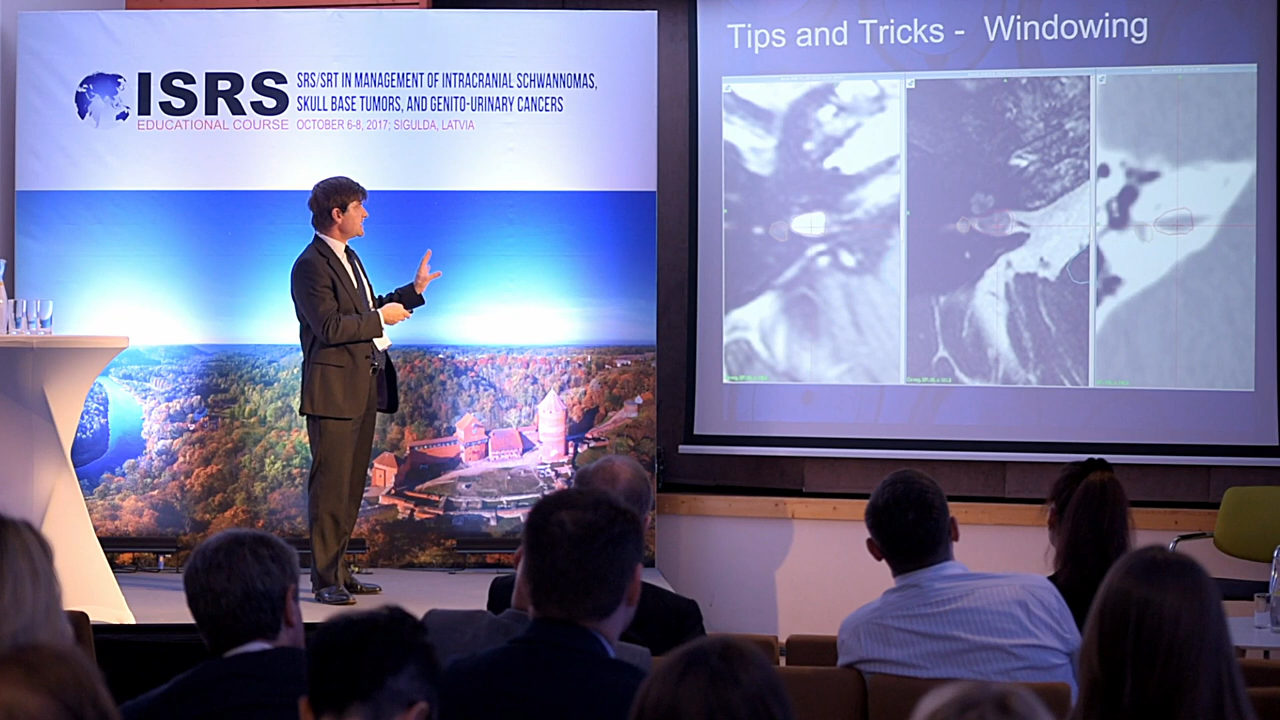 ISRS
EDUCATIONAL COURSE
SRS/SRT IN MANAGEMENT OF INTRACRANIAL SCHWANNOMAS,
SKULL BASE TUMORS, AND GENITO-URINARY CANCERS
OCTOBER 6-8, 2017; SIGULDA, LATVIA
Tips and Tricks - Windowing